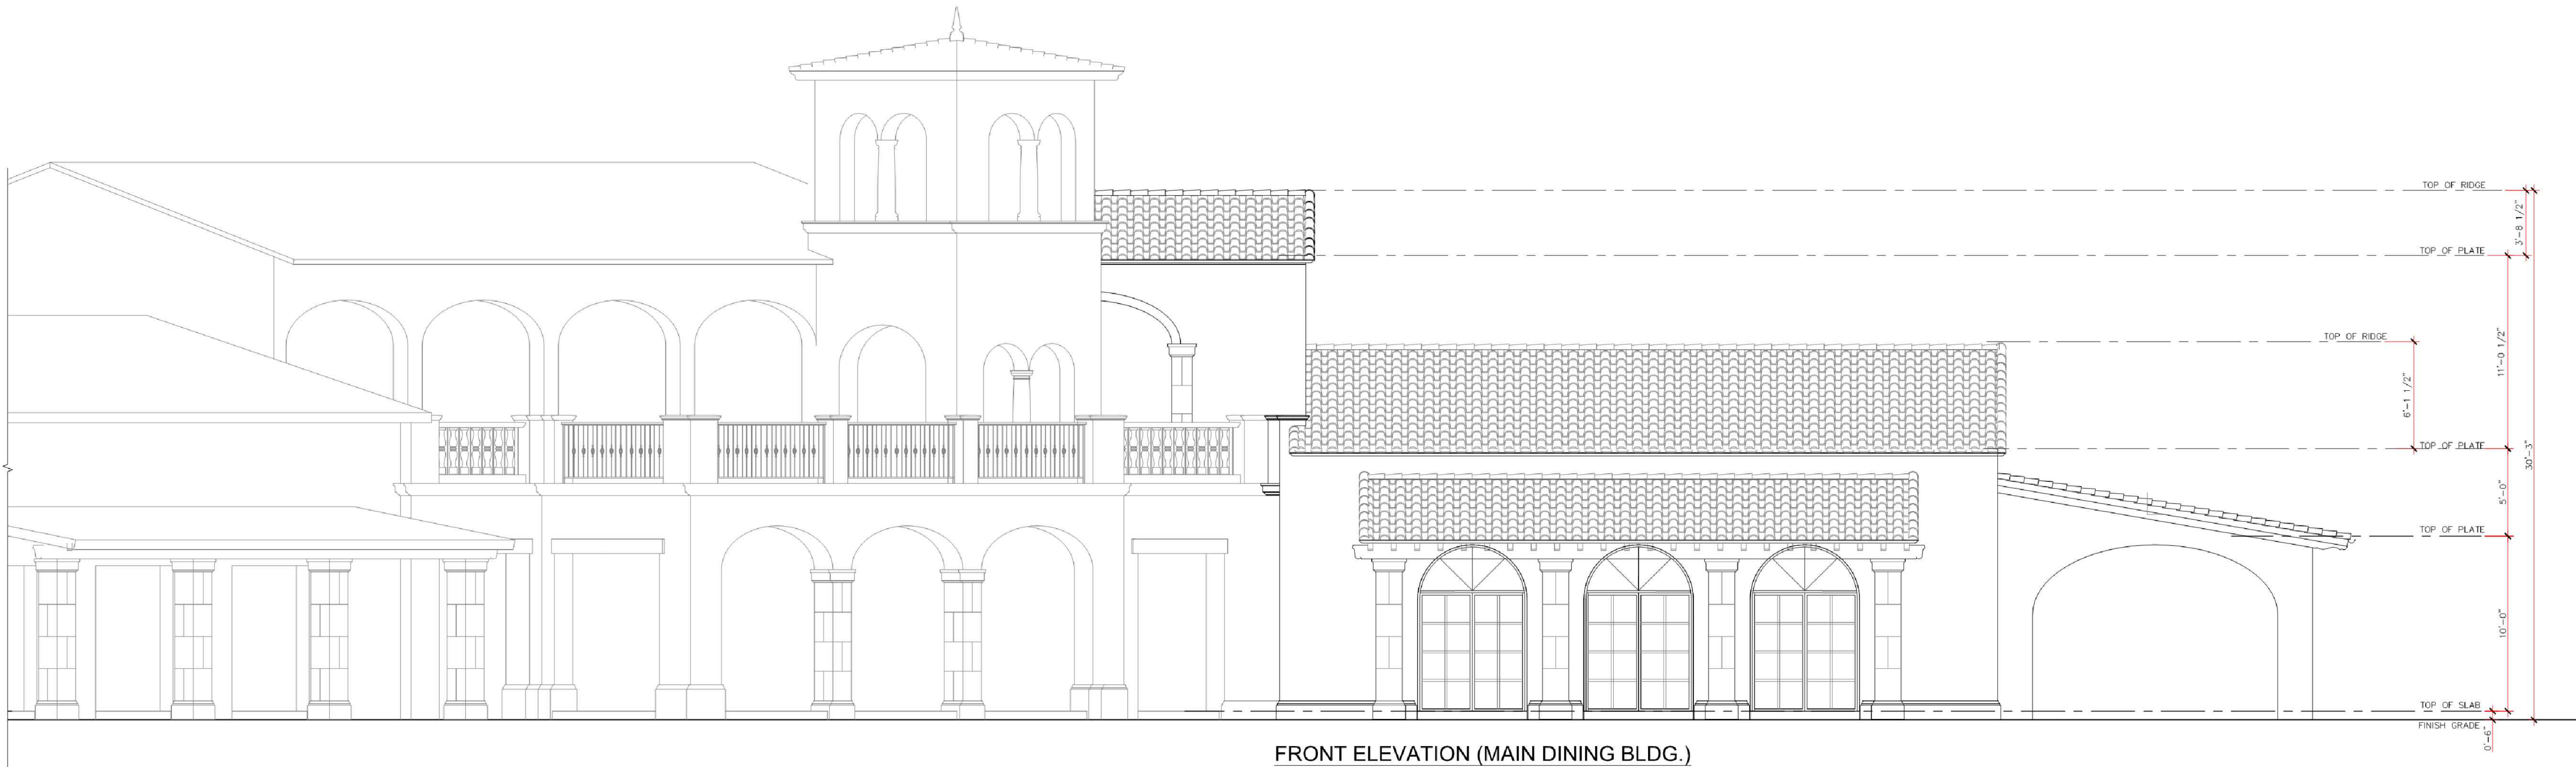 TOP OF RIDGE
3'-8 1/2"
TOP OF PLATE
11'-0 1/2"
TOP OF RIDGE
6'-1 1/2"
TOP OF PLATE
30'-3"
5'-0"
TOP OF PLATE
10'-0"
TOP OF SLAB
FINISH GRADE
0'-6"
FRONT ELEVATION (MAIN DINING BLDG.)